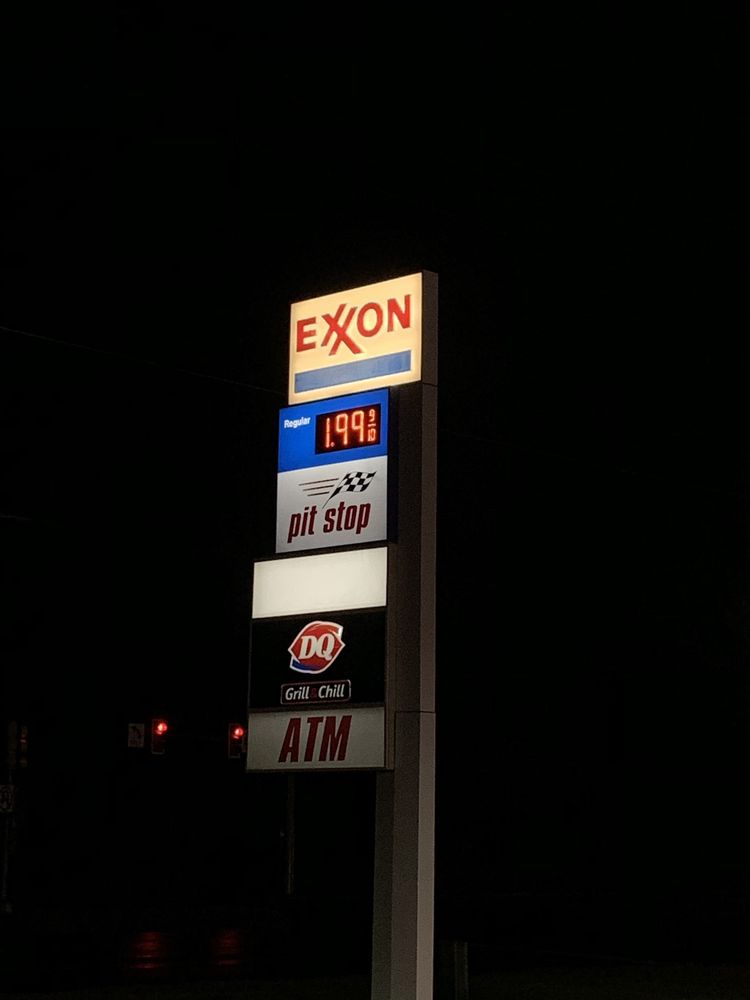 EXXON
Regular 1.99 9/10
pit stop
DQ
Grill & Chill
ATM